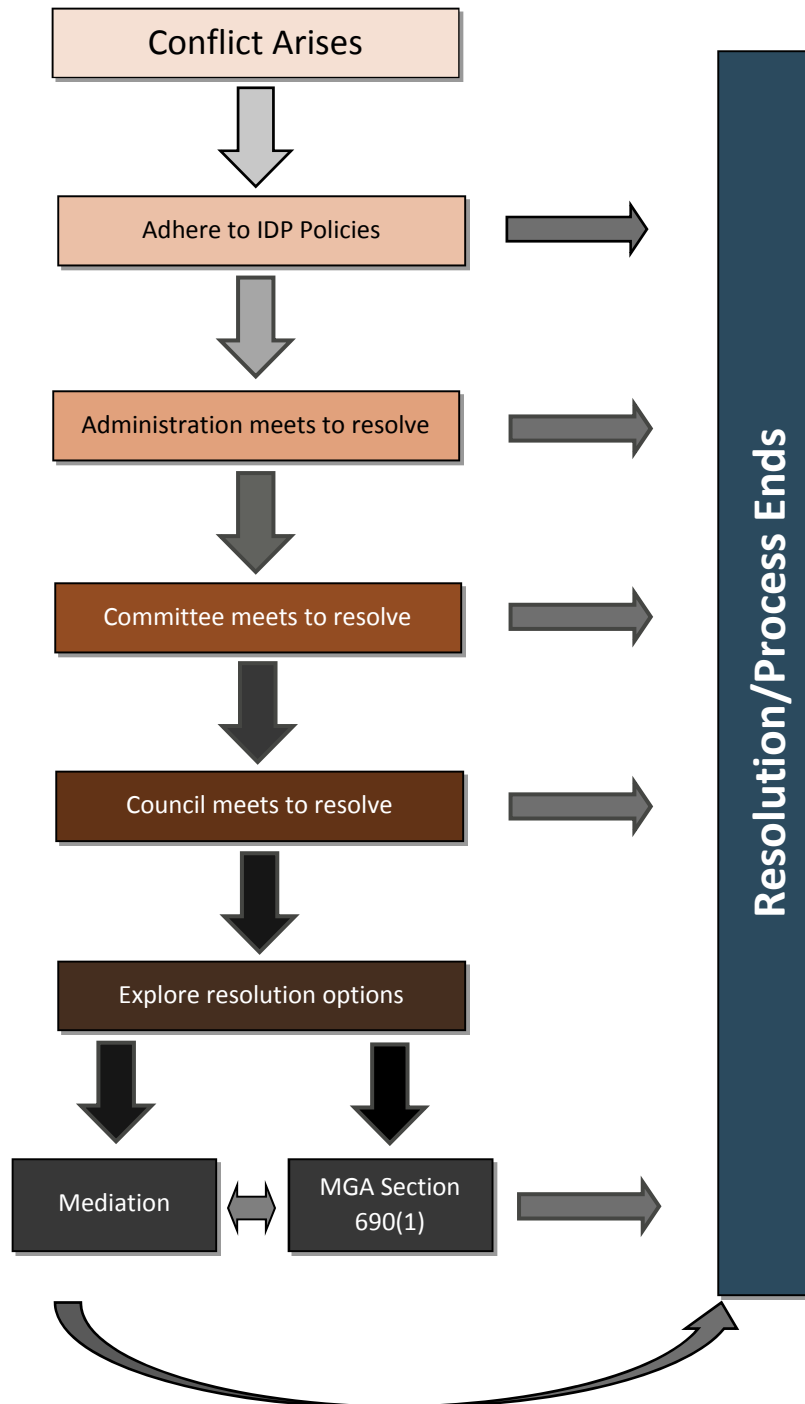 Conflict Arises
Adhere to IDP Policies
Administration meets to resolve
Committee meets to resolve
Council meets to resolve
Explore resolution options
Mediation
MGA Section
690(1)
Resolution/Process Ends